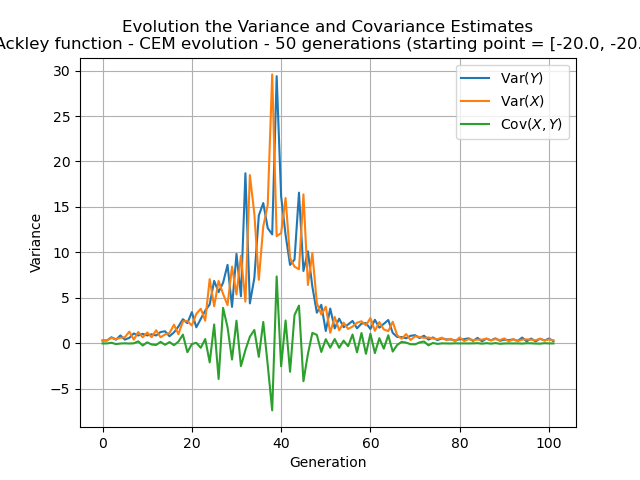 Evolution the Variance and Covariance Estimates
Ackley function - CEM evolution - 50 generations (starting point = [-20.0, -20.
Var(Y)
Var(X)
Cov(X, Y)
30
25
20
15
10
5
0
−5
Variance
0 20 40 60 80 100
Generation